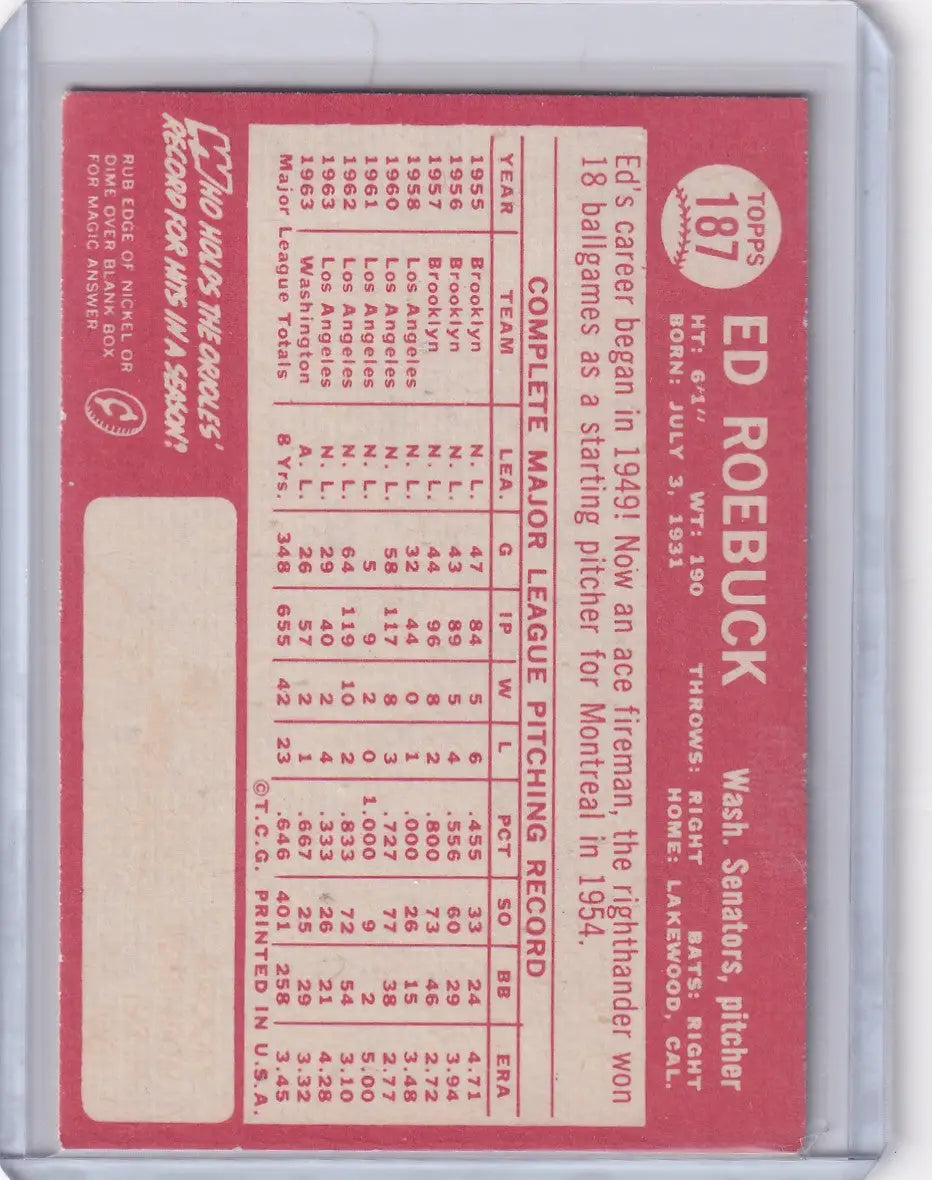 TOPPS
187
ED ROEBUCK Wash. Senators, pitcher
HT: 6'1" WT: 190 THROWS: RIGHT BATS: RIGHT
BORN: JULY 3, 1931 HOME: LAKEWOOD, CAL.
Ed's career began in 1949! Now an ace fireman, the righthander won
18 ballgames as a starting pitcher for Montreal in 1954.
COMPLETE MAJOR LEAGUE PITCHING RECORD
YEAR TEAM LEA. G IP W L PCT SO BB ERA
1955 Brooklyn N. L. 47 84 5 6 .455 33 24 4.71
1956 Brooklyn N. L. 43 89 5 4 .556 60 29 3.94
1957 Brooklyn N. L. 44 96 8 2 .800 73 46 2.72
1958 Los Angeles N. L. 32 44 0 1 .000 26 15 3.48
1960 Los Angeles N. L. 58 117 8 3 .727 77 38 2.77
1961 Los Angeles N. L. 5 9 2 0 1.000 9 2 5.00
1962 Los Angeles N. L. 64 119 10 2 .833 72 54 3.10
1963 Los Angeles N. L. 29 40 2 4 .333 26 21 4.28
1963 Washington A. L. 26 57 2 1 .667 25 29 3.32
Major League Totals 8 Yrs. 348 655 42 23 .646 401 258 3.45
©T.C.G. PRINTED IN U.S.A.
WHO HOLDS THE ORIOLES'
RECORD FOR HITS IN A SEASON?
RUB EDGE OF NICKEL OR
DIME OVER BLANK BOX
FOR MAGIC ANSWER